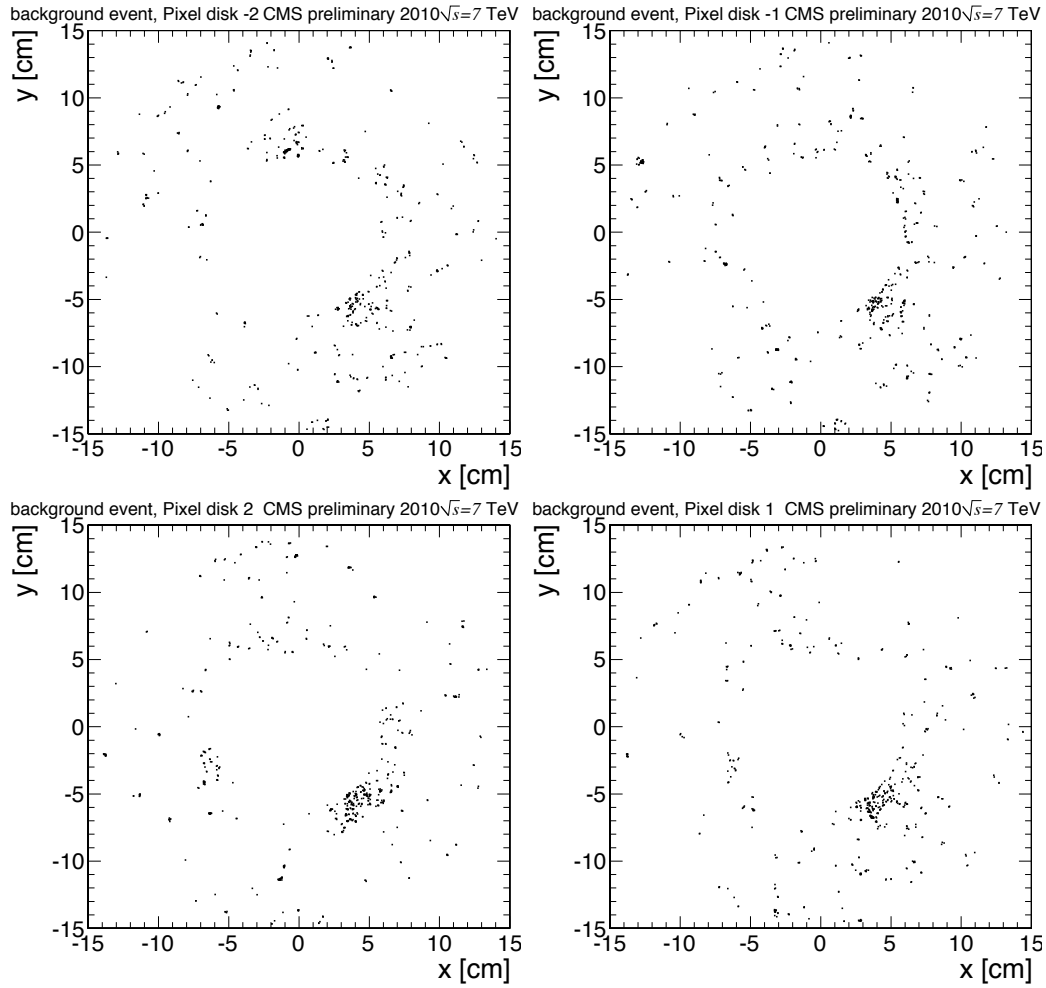 background event, Pixel disk -2 CMS preliminary 2010√s=7 TeV
y [cm]
15
10
5
0
-5
-10
-15
-15 -10 -5 0 5 10 15
x [cm]
background event, Pixel disk -1 CMS preliminary 2010√s=7 TeV
y [cm]
15
10
5
0
-5
-10
-15
-15 -10 -5 0 5 10 15
x [cm]
background event, Pixel disk 2 CMS preliminary 2010√s=7 TeV
y [cm]
15
10
5
0
-5
-10
-15
-15 -10 -5 0 5 10 15
x [cm]
background event, Pixel disk 1 CMS preliminary 2010√s=7 TeV
y [cm]
15
10
5
0
-5
-10
-15
-15 -10 -5 0 5 10 15
x [cm]